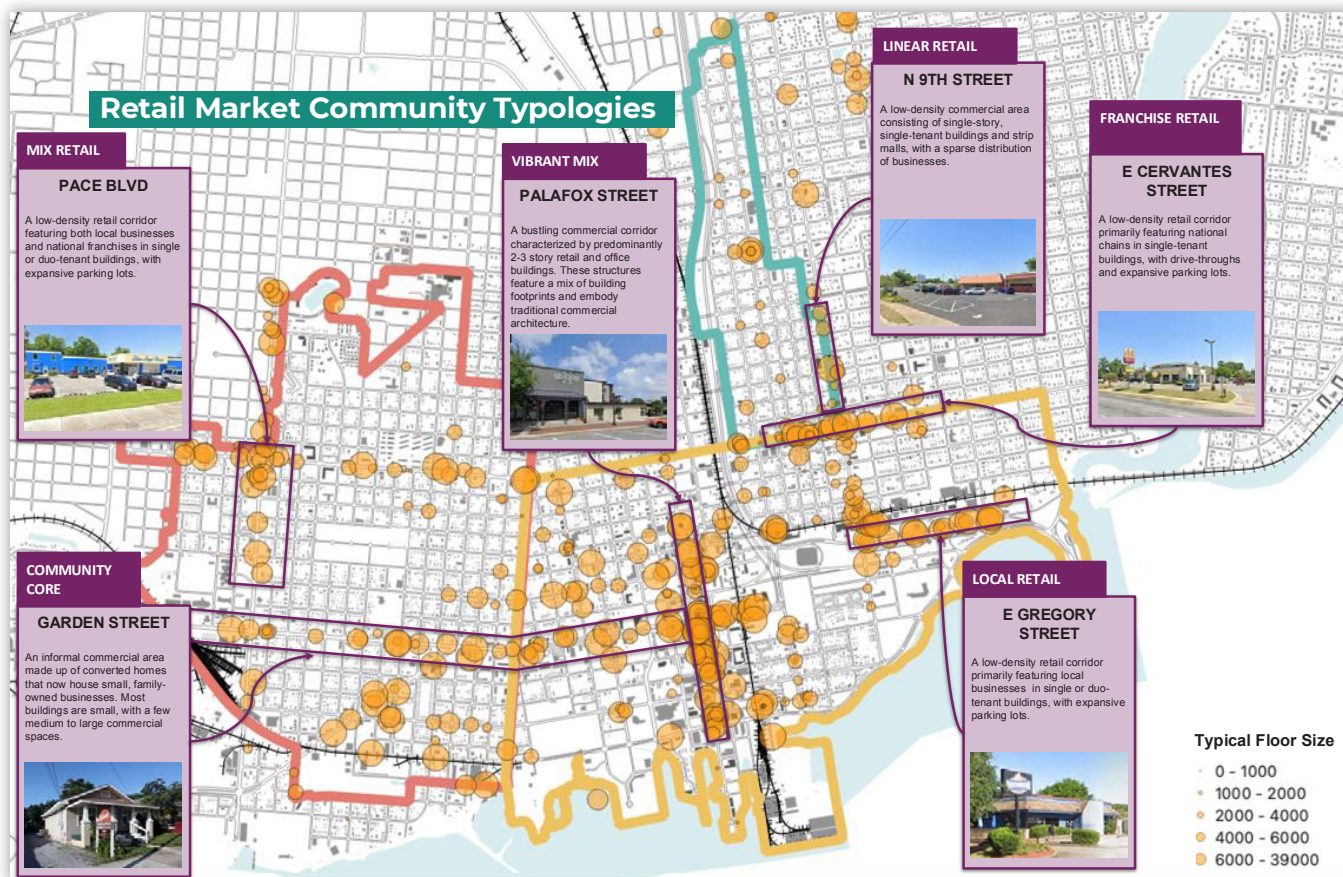 Retail Market Community Typologies
MIX RETAIL
PACE BLVD
A low-density retail corridor
featuring both local businesses
and national franchises in single
or duo-tenant buildings, with
expansive parking lots.
VIBRANT MIX
PALAFOX STREET
A bustling commercial corridor
characterized by predominantly
2-3 story retail and office
buildings. These structures
feature a mix of building
footprints and embody
traditional commercial
architecture.
LINEAR RETAIL
N 9TH STREET
A low-density commercial area
consisting of single-story,
single-tenant buildings and strip
malls, with a sparse distribution
of businesses.
FRANCHISE RETAIL
E CERVANTES
STREET
A low-density retail corridor
primarily featuring national
chains in single-tenant
buildings, with drive-throughs
and expansive parking lots.
COMMUNITY
CORE
GARDEN STREET
An informal commercial area
made up of converted homes
that now house small, family-
owned businesses. Most
buildings are small, with a few
medium to large commercial
spaces.
LOCAL RETAIL
E GREGORY
STREET
A low-density retail corridor
primarily featuring local
businesses in single or duo-
tenant buildings, with expansive
parking lots.
Typical Floor Size
0 - 1000
1000 - 2000
2000 - 4000
4000 - 6000
6000 - 39000